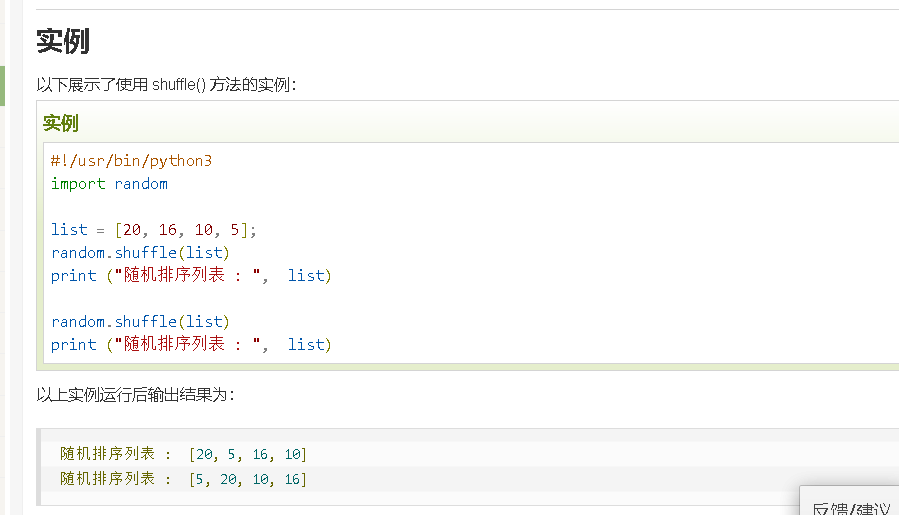 实例
以下展示了使用 shuffle() 方法的实例：
实例
#!/usr/bin/python3
import random
list = [20, 16, 10, 5];
random.shuffle(list)
print ("随机排序列表 : ",  list)
random.shuffle(list)
print ("随机排序列表 : ",  list)
以上实例运行后输出结果为：
随机排序列表 :  [20, 5, 16, 10]
随机排序列表 :  [5, 20, 10, 16]
反馈/建议